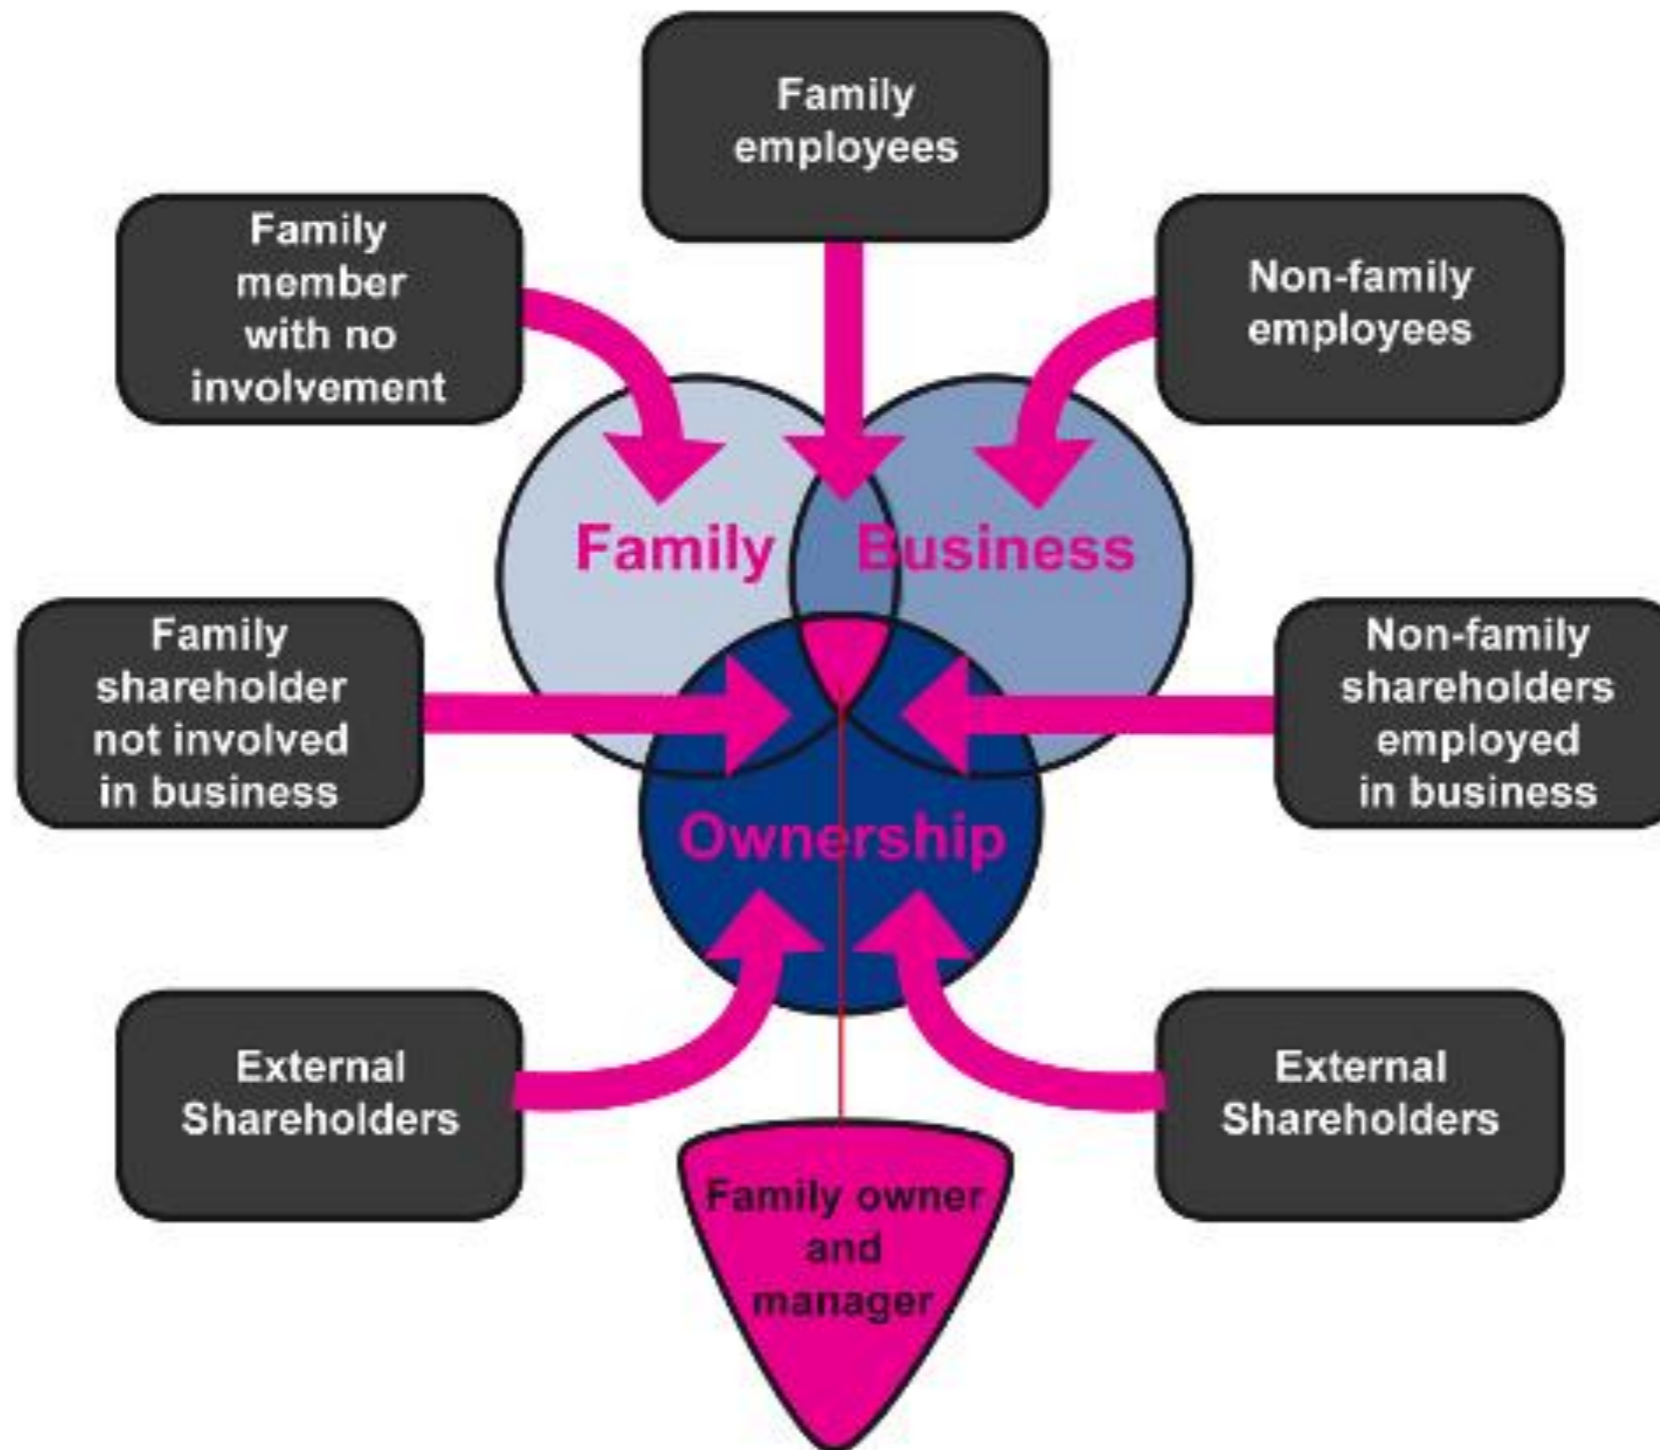 Family
employees
Family
member
with no
involvement
Non-family
employees
Family
Business
Family
shareholder
not involved
in business
Non-family
shareholders
employed
in business
Ownership
External
Shareholders
External
Shareholders
Family owner
and
manager